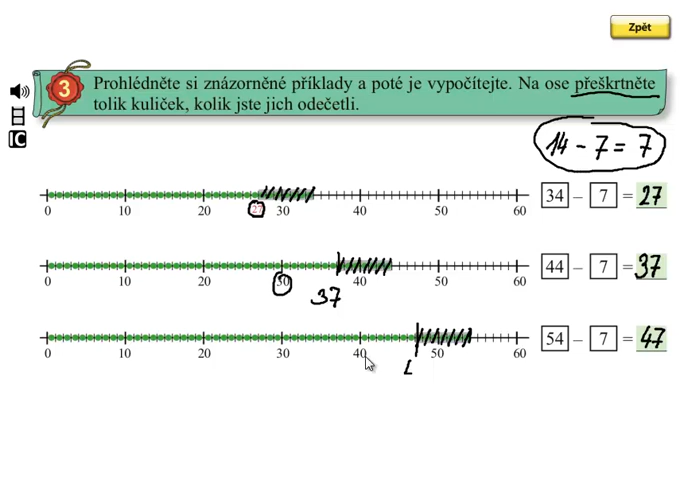 Zpět
3 Prohlédněte si znázorněné příklady a poté je vypočítejte. Na ose přeškrtněte
tolik kuliček, kolik jste jich odečetli.
14 - 7 = 7
34 – 7 = 27
0 10 20 27 30 40 50 60
44 – 7 = 37
0 10 20 30 40 50 60
37
54 – 7 = 47
0 10 20 30 40 50 60